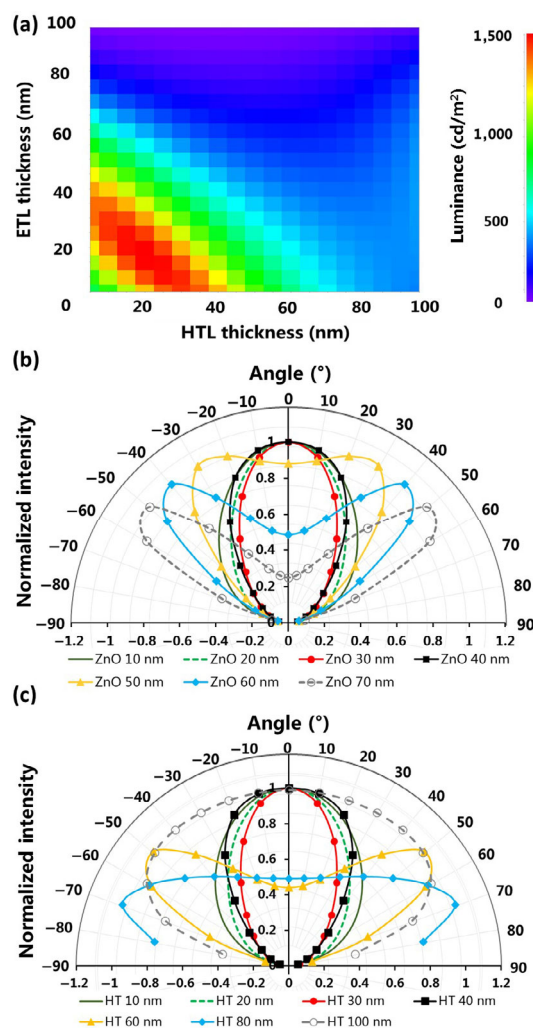 (a)
100
80
60
40
20
0
ETL thickness (nm)
20
40
60
80
100
HTL thickness (nm)
Luminance (cd/m²)
1,500
1,000
500
0
(b)
Angle (°)
−50 −40 −30 −20 −10 0 10 20 30 40 50
−60 60
−70 70
−80 80
−90 90
Normalized intensity
1
0.8
0.6
0.4
0.2
0
−1.2 −1 −0.8 −0.6 −0.4 −0.2 0 0.2 0.4 0.6 0.8 1 1.2
ZnO 10 nm ZnO 20 nm ZnO 30 nm ZnO 40 nm
ZnO 50 nm ZnO 60 nm ZnO 70 nm
(c)
Angle (°)
−50 −40 −30 −20 −10 0 10 20 30 40 50
−60 60
−70 70
−80 80
−90 90
Normalized intensity
1
0.8
0.6
0.4
0.2
0
−1.2 −1 −0.8 −0.6 −0.4 −0.2 0 0.2 0.4 0.6 0.8 1 1.2
HT 10 nm HT 20 nm HT 30 nm HT 40 nm
HT 60 nm HT 80 nm HT 100 nm